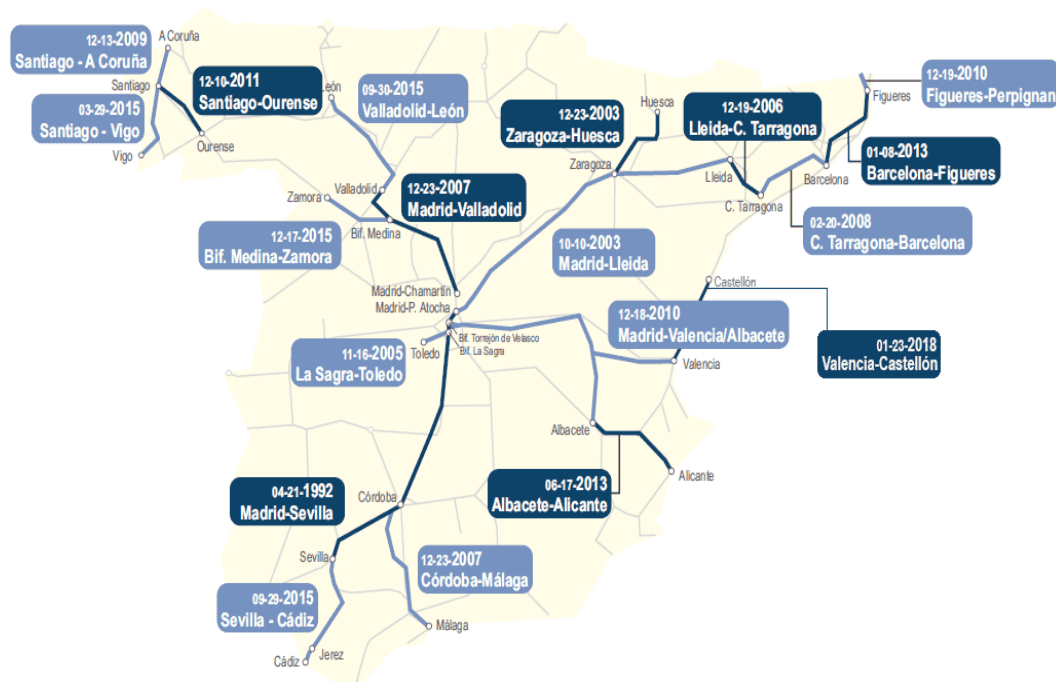 12-13-2009
Santiago - A Coruña
A Coruña
Santiago
03-29-2015
Santiago - Vigo
Vigo
Ourense
12-10-2011
Santiago-Ourense
León
09-30-2015
Valladolid-León
Valladolid
Zamora
Bif. Medina
12-23-2007
Madrid-Valladolid
12-17-2015
Bif. Medina-Zamora
Madrid-Chamartín
Madrid-P. Atocha
Bif. Torrejón de Velasco
Bif. La Sagra
Toledo
11-16-2005
La Sagra-Toledo
12-23-2003
Zaragoza-Huesca
Huesca
Zaragoza
10-10-2003
Madrid-Lleida
12-19-2006
Lleida-C. Tarragona
Lleida
C. Tarragona
Barcelona
Figueres
12-19-2010
Figueres-Perpignan
01-08-2013
Barcelona-Figueres
02-20-2008
C. Tarragona-Barcelona
Castellón
12-18-2010
Madrid-Valencia/Albacete
Valencia
01-23-2018
Valencia-Castellón
Albacete
Alicante
06-17-2013
Albacete-Alicante
04-21-1992
Madrid-Sevilla
Córdoba
Sevilla
12-23-2007
Córdoba-Málaga
09-29-2015
Sevilla - Cádiz
Málaga
Jerez
Cádiz